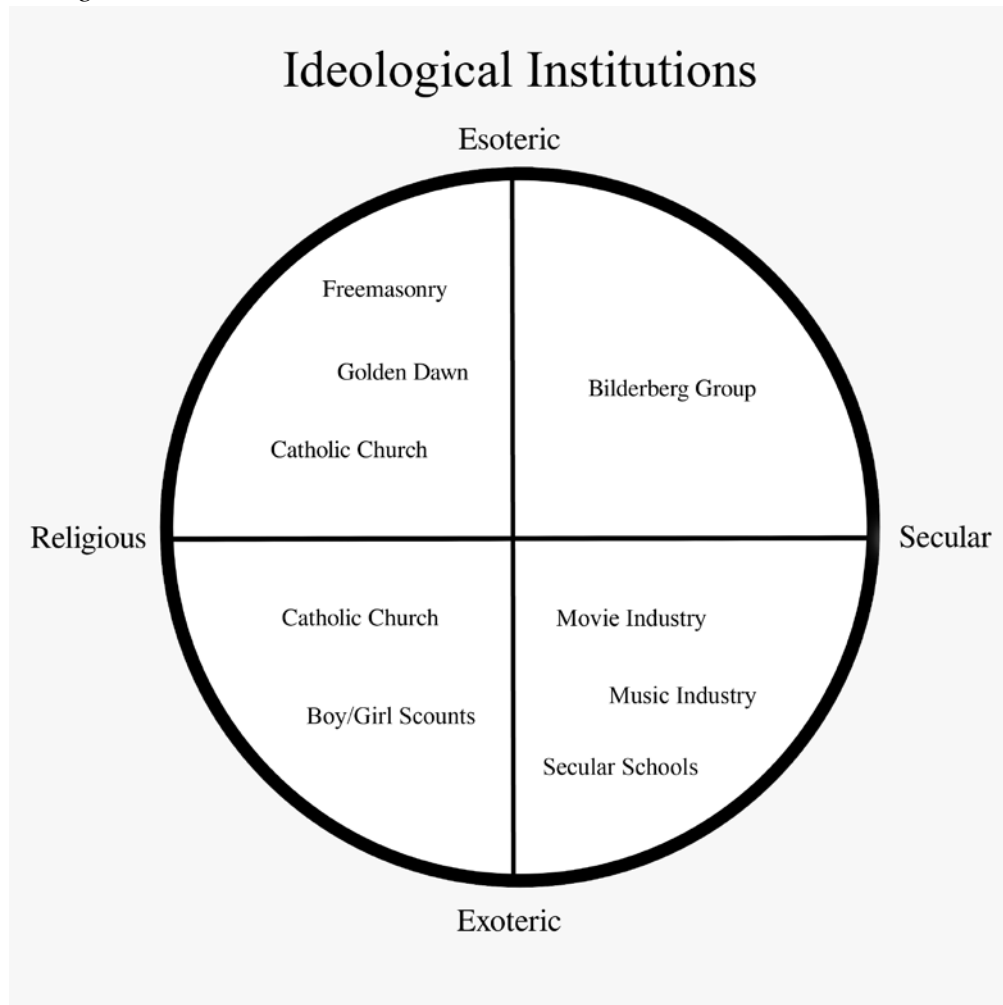 Ideological Institutions
Esoteric
Freemasonry
Golden Dawn
Bilderberg Group
Catholic Church
Religious
Secular
Catholic Church
Movie Industry
Music Industry
Boy/Girl Scounts
Secular Schools
Exoteric